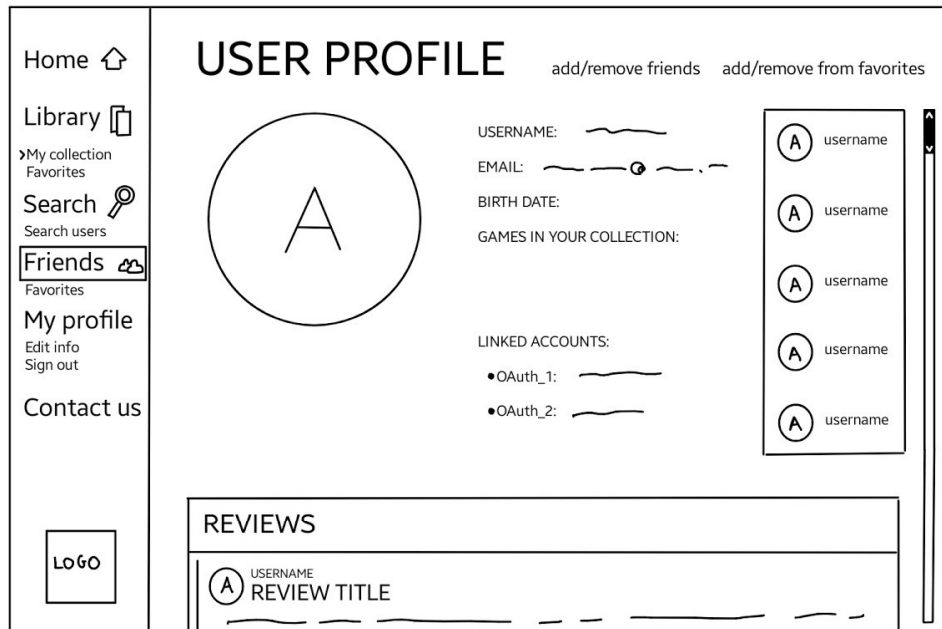 Home
Library
My collection
Favorites
Search
Search users
Friends
Favorites
My profile
Edit info
Sign out
Contact us
LOGO
USER PROFILE
add/remove friends
add/remove from favorites
A
USERNAME:
EMAIL:
BIRTH DATE:
GAMES IN YOUR COLLECTION:
LINKED ACCOUNTS:
•OAuth_1:
•OAuth_2:
A username
A username
A username
A username
A username
REVIEWS
A USERNAME
REVIEW TITLE